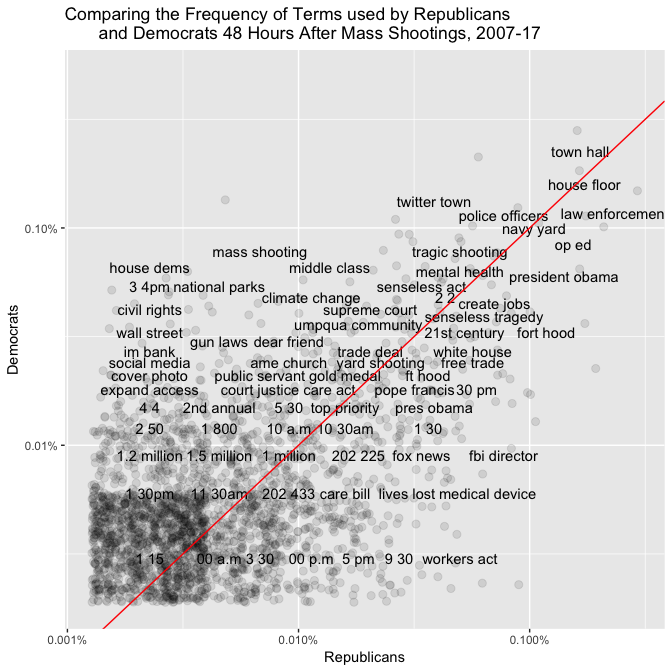 Comparing the Frequency of Terms used by Republicans
and Democrats 48 Hours After Mass Shootings, 2007-17
town hall
house floor
twitter town
police officers
law enforcemen
navy yard
op ed
0.10%
mass shooting
tragic shooting
house dems
middle class
mental health
president obama
3 4pm national parks
senseless act
climate change
2 2
create jobs
civil rights
supreme court
senseless tragedy
umpqua community
wall street
21st century
fort hood
gun laws
dear friend
im bank
trade deal
white house
social media
ame church
yard shooting
free trade
cover photo
public servant
gold medal
ft hood
expand access
court justice
care act
pope francis
30 pm
4 4
2nd annual
5 30
top priority
pres obama
2 50
1 800
10 a.m
10 30am
1 30
0.01%
1.2 million
1.5 million
1 million
202 225
fox news
fbi director
1 30pm
11 30am
202 433
care bill
lives lost
medical device
1 15
00 a.m
3 30
00 p.m
5 pm
9 30
workers act
Democrats
0.001%
0.010%
0.100%
Republicans